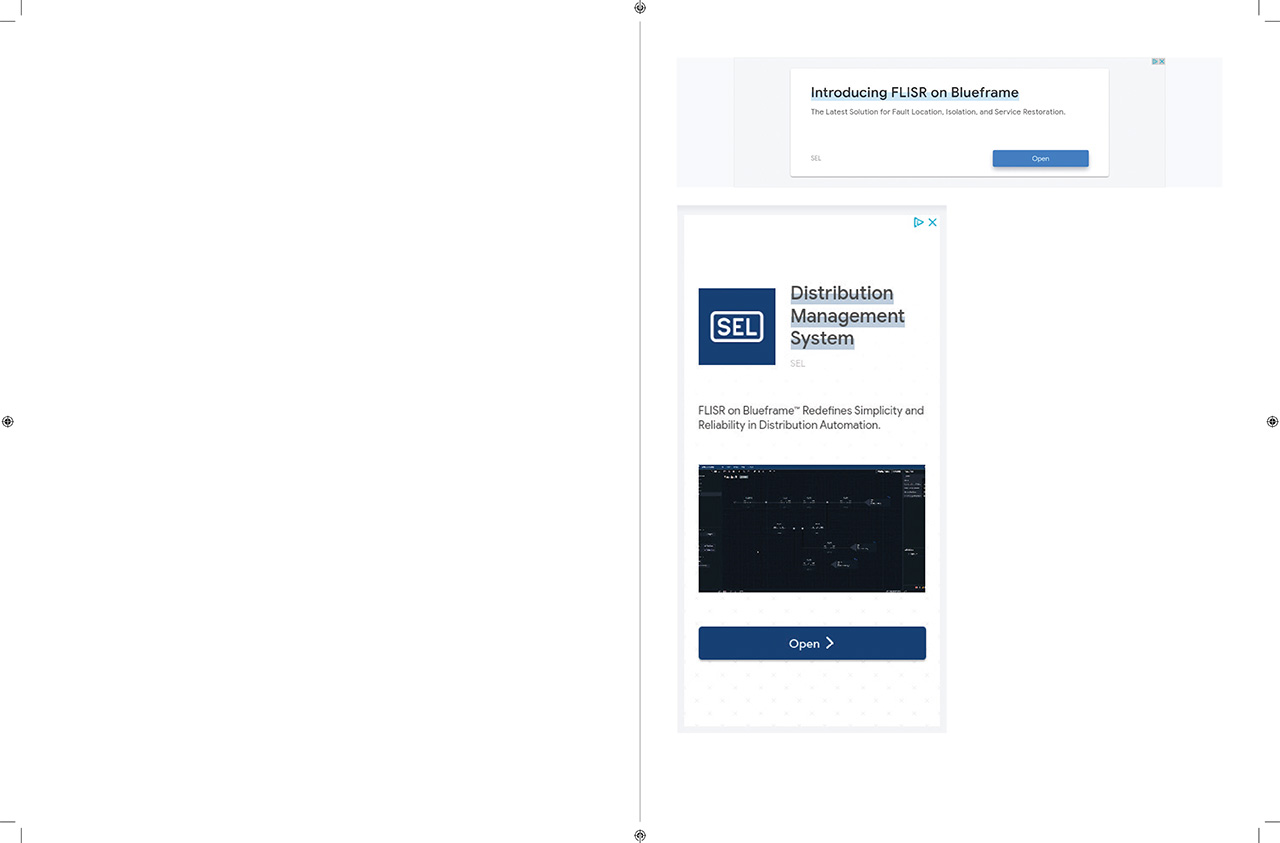 Introducing FLISR on Blueframe
The Latest Solution for Fault Location, Isolation, and Service Restoration.
SEL
Open
SEL
Distribution
Management
System
SEL
FLISR on Blueframe™ Redefines Simplicity and
Reliability in Distribution Automation.
Open